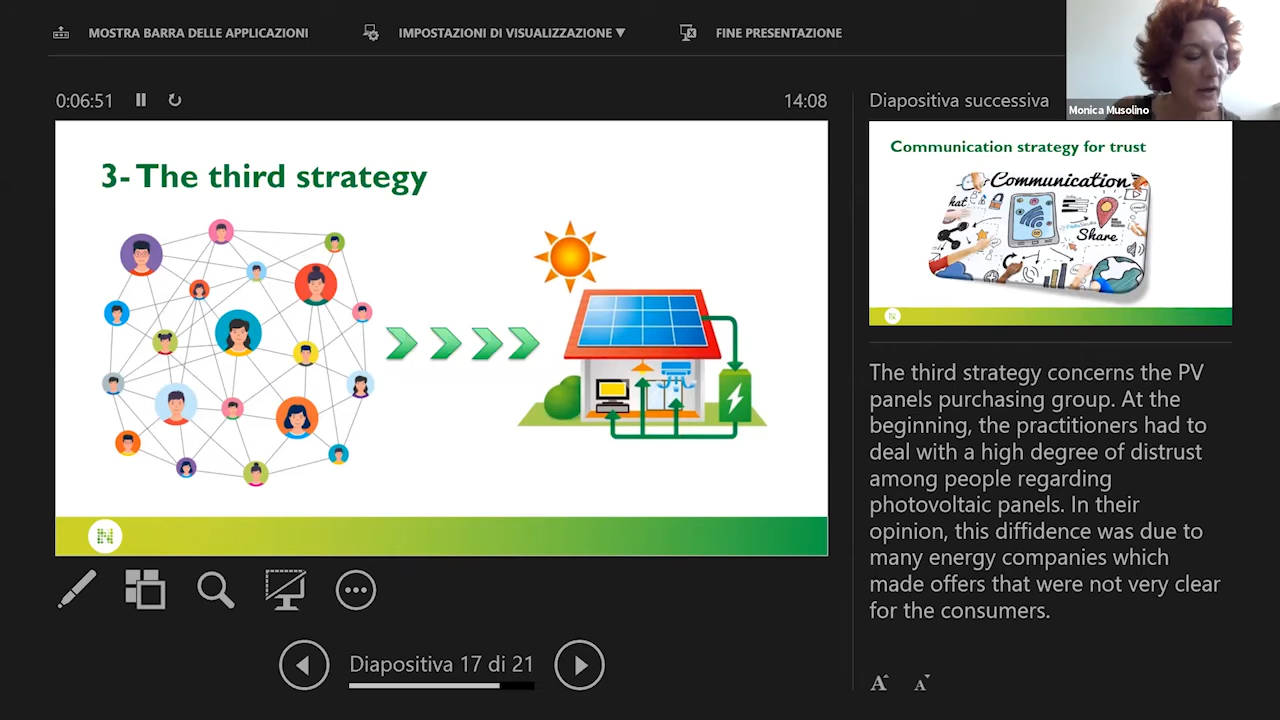 MOSTRA BARRA DELLE APPLICAZIONI
IMPOSTAZIONI DI VISUALIZZAZIONE ▼
FINE PRESENTAZIONE
Monica Musolino
0:06:51
14:08
3- The third strategy
Diapositiva successiva
Communication strategy for trust
Communication
hat
Share
The third strategy concerns the PV
panels purchasing group. At the
beginning, the practitioners had to
deal with a high degree of distrust
among people regarding
photovoltaic panels. In their
opinion, this diffidence was due to
many energy companies which
made offers that were not very clear
for the consumers.
Diapositiva 17 di 21
A A